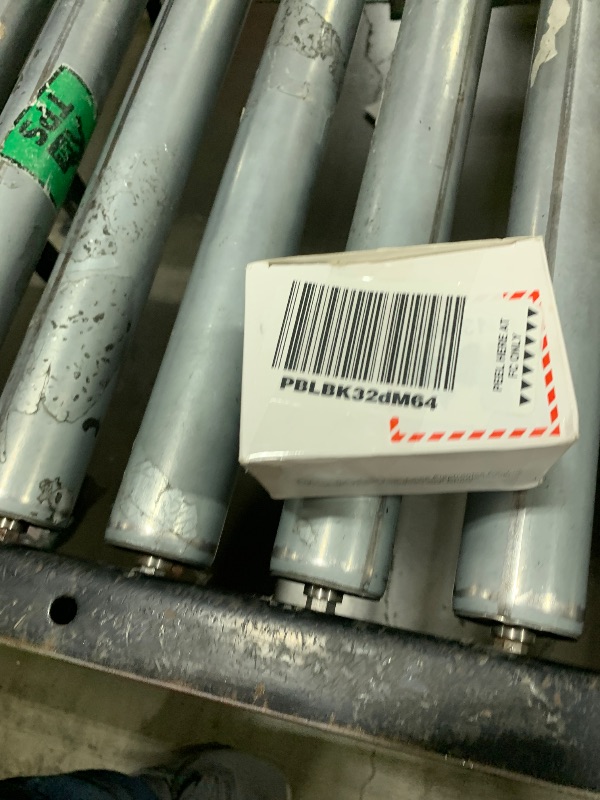 PBLBK32dM64
PEEL HERE AT
FC ONLY